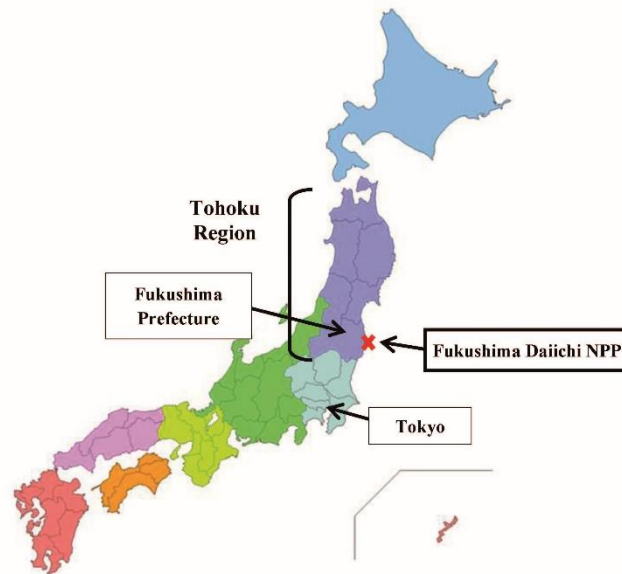 Tohoku
Region
Fukushima
Prefecture
Fukushima Daiichi NPP
Tokyo